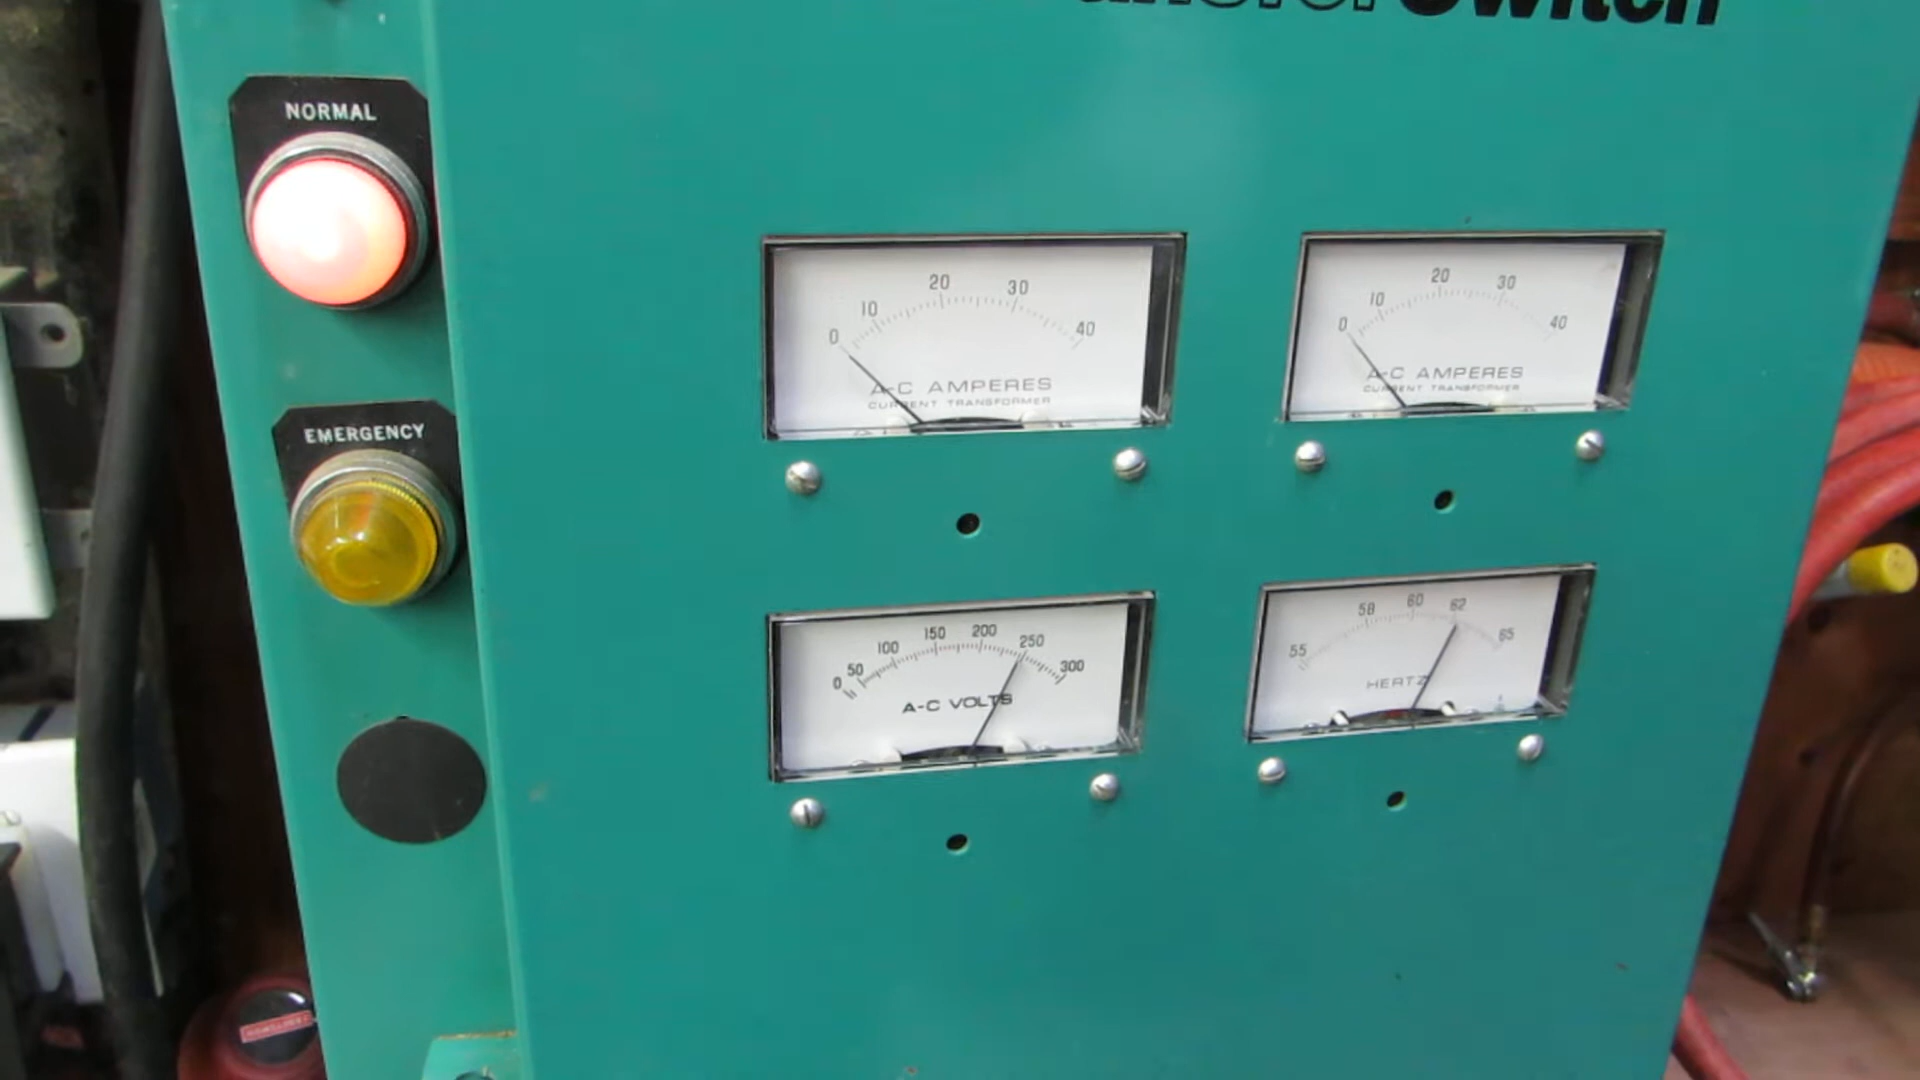 Switch
NORMAL
EMERGENCY
0 10 20 30 40
A-C AMPERES
CURRENT TRANSFORMER
0 10 20 30 40
A-C AMPERES
CURRENT TRANSFORMER
0 50 100 150 200 250 300
A-C VOLTS
55 58 60 62 65
HERTZ